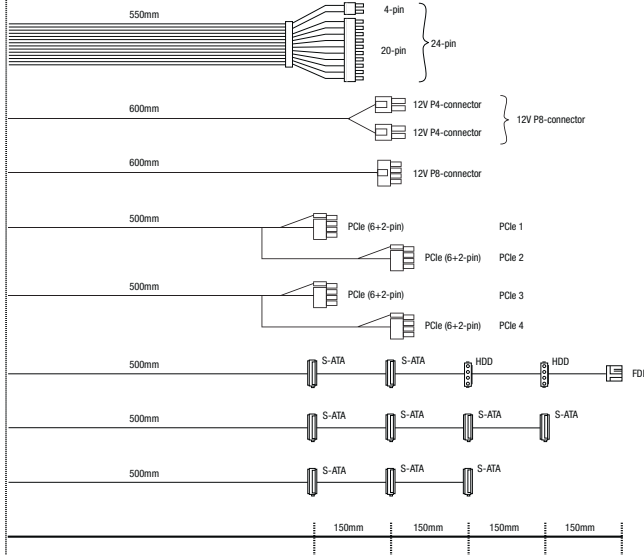 550mm
4-pin
20-pin
24-pin
600mm
12V P4-connector
12V P4-connector
12V P8-connector
600mm
12V P8-connector
500mm
PCIe (6+2-pin) PCIe 1
PCIe (6+2-pin) PCIe 2
500mm
PCIe (6+2-pin) PCIe 3
PCIe (6+2-pin) PCIe 4
500mm S-ATA S-ATA HDD HDD
500mm S-ATA S-ATA S-ATA S-ATA
500mm S-ATA S-ATA S-ATA
150mm 150mm 150mm 150mm